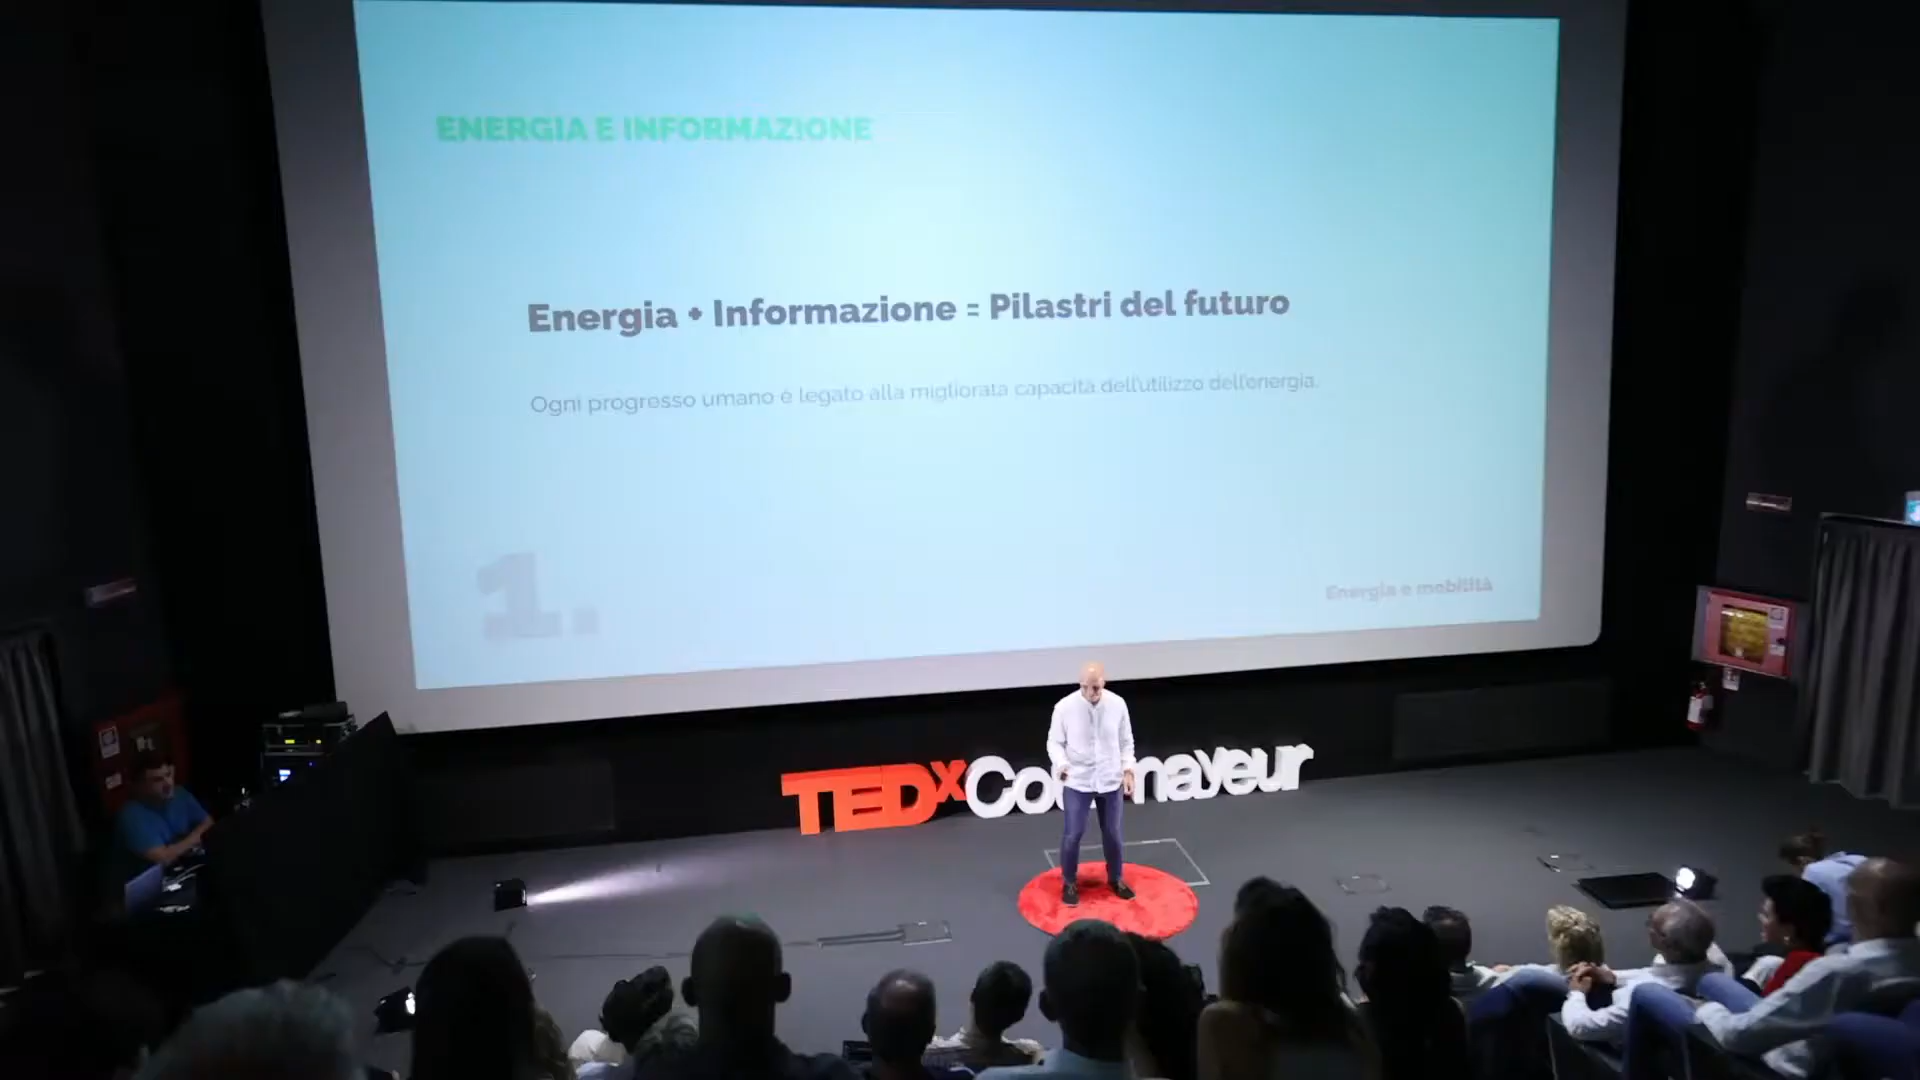 ENERGIA E INFORMAZIONE
Energia + Informazione = Pilastri del futuro
Ogni progresso umano è legato alla migliorata capacità dell'utilizzo dell'energia.
1.
Energia e mobilità
TEDx